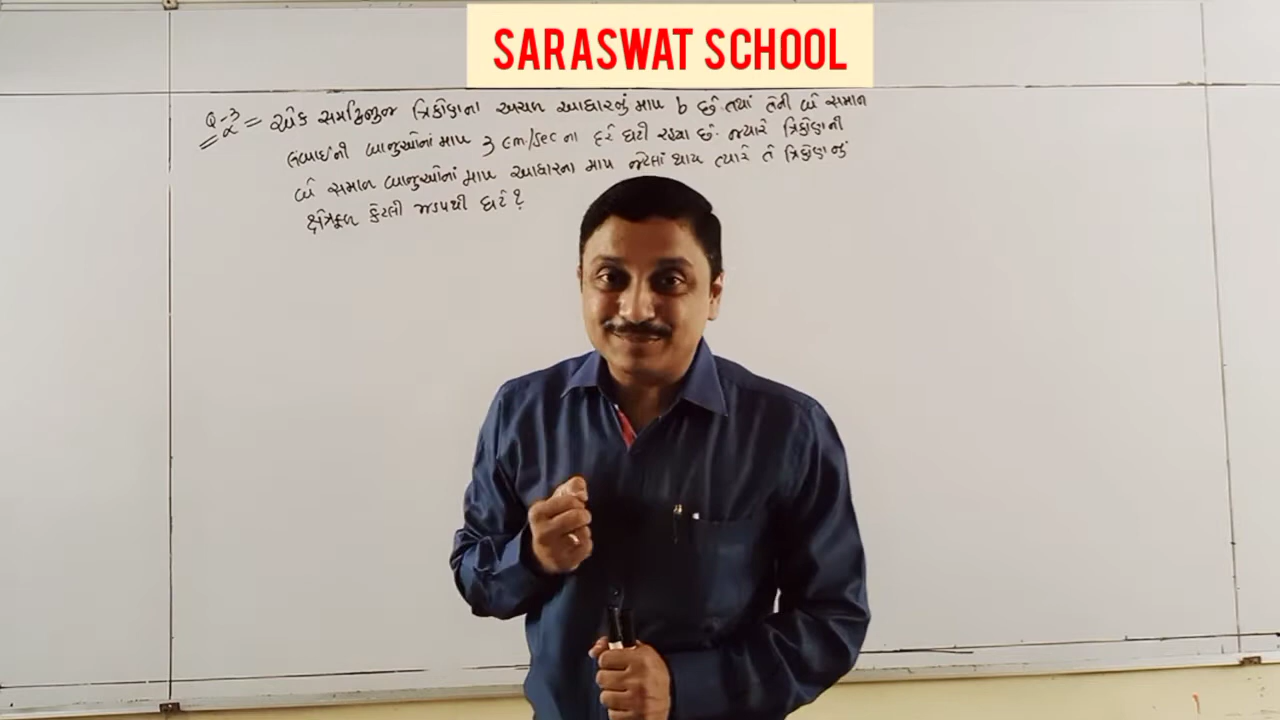 SARASWAT SCHOOL
Q-3
2 = એક સમદ્વિભુજ ત્રિકોણના અચળ આધારનું માપ b છે તથા તેની બે સમાન
લંબાઈની બાજુઓનાં માપ 3 cm/sec ના દરે ઘટી રહ્યા છે. જ્યારે ત્રિકોણની
બે સમાન બાજુઓનાં માપ આધારના માપ જેટલાં થાય ત્યારે તે ત્રિકોણનું
ક્ષેત્રફળ કેટલી ઝડપથી ઘટે ?